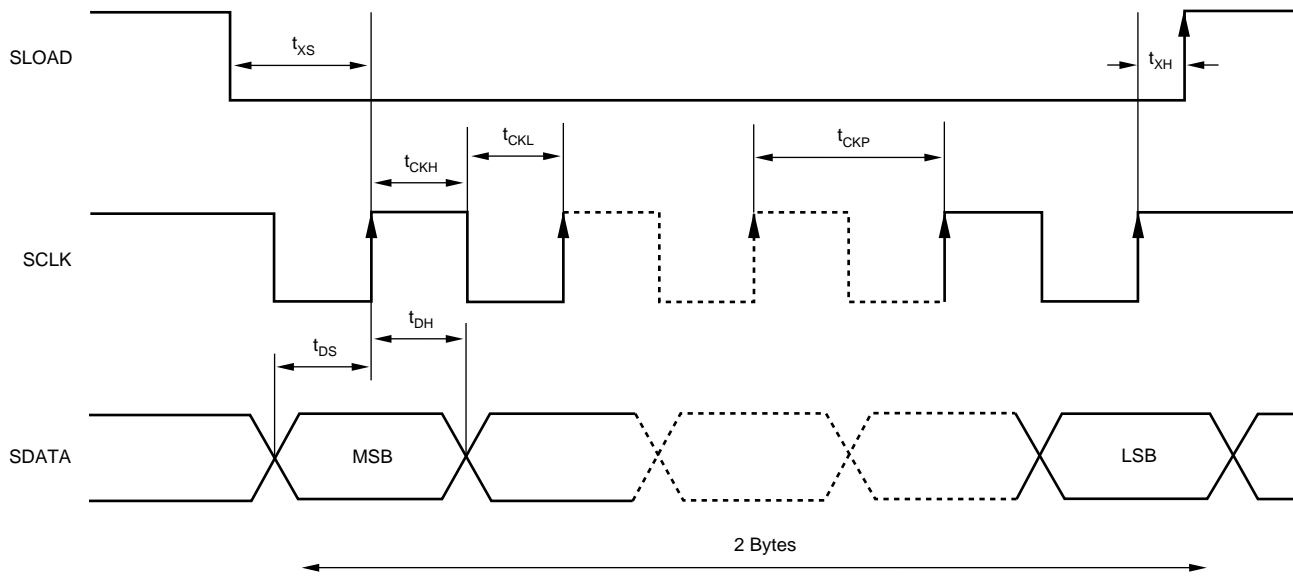 SLOAD
tXS
tXH
tCKL
tCKP
tCKH
SCLK
tDH
tDS
SDATA
MSB
LSB
2 Bytes